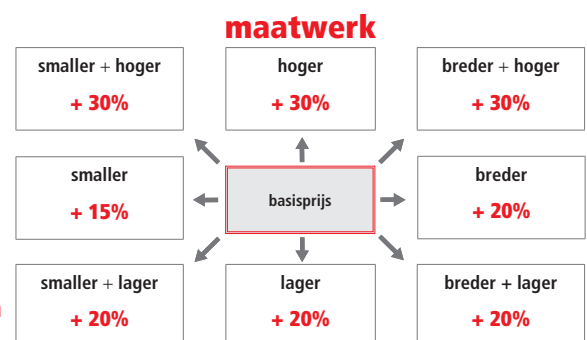 maatwerk
smaller + hoger
+ 30%
hoger
+ 30%
breder + hoger
+ 30%
smaller
+ 15%
basisprijs
breder
+ 20%
smaller + lager
+ 20%
lager
+ 20%
breder + lager
+ 20%